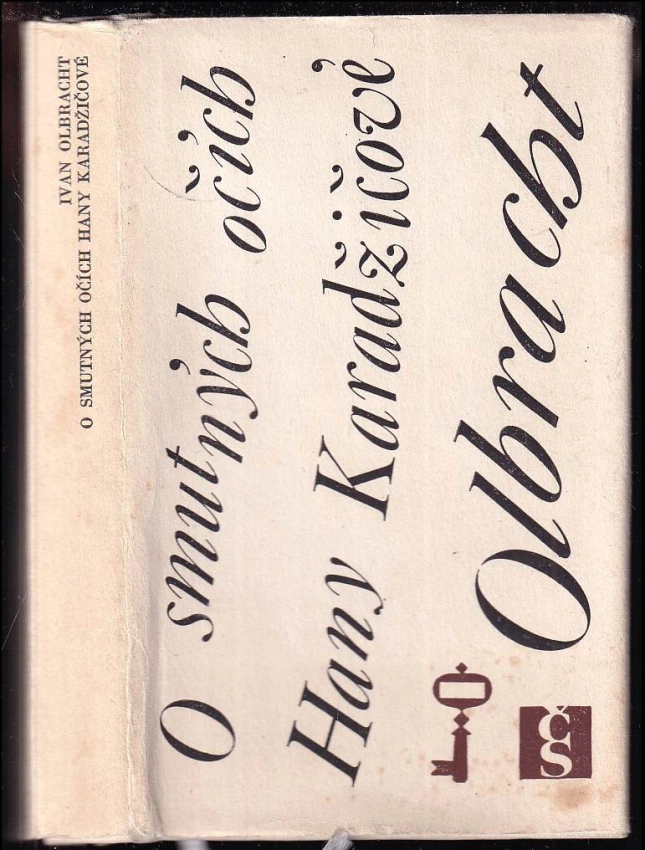 IVAN OLBRACHT
O SMUTNÝCH OČÍCH HANY KARADŽIČOVÉ
O smutných očích
Hany Karadžičové
Olbracht
ČS